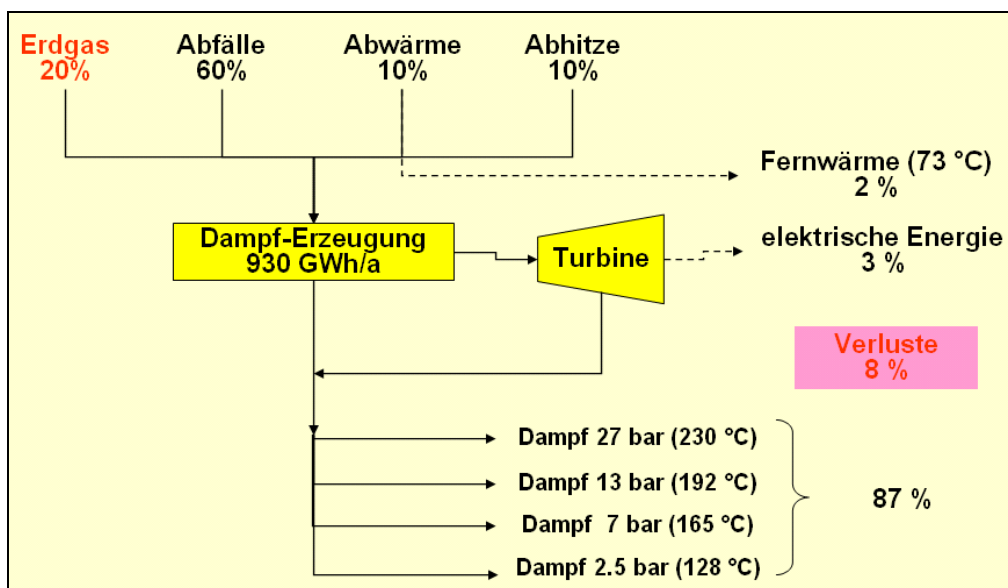 Erdgas
20%
Abfälle
60%
Abwärme
10%
Abhitze
10%
Fernwärme (73 °C)
2 %
Dampf-Erzeugung
930 GWh/a
Turbine
elektrische Energie
3 %
Verluste
8 %
Dampf 27 bar (230 °C)
Dampf 13 bar (192 °C)
Dampf 7 bar (165 °C)
Dampf 2.5 bar (128 °C)
87 %